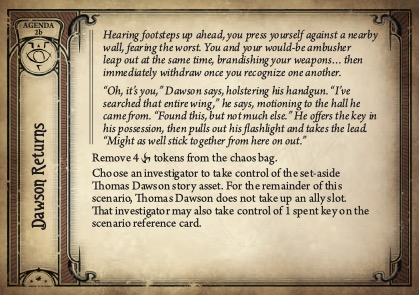 AGENDA
2b
Dawson Returns
Hearing footsteps up ahead, you press yourself against a nearby
wall, fearing the worst. You and your would-be ambusher
leap out at the same time, brandishing your weapons… then
immediately withdraw once you recognize one another.
“Oh, it’s you,” Dawson says, holstering his handgun. “I’ve
searched that entire wing,” he says, motioning to the hall he
came from. “Found this, but not much else.” He offers the key in
his possession, then pulls out his flashlight and takes the lead.
“Might as well stick together from here on out.”
Remove 4 tokens from the chaos bag.
Choose an investigator to take control of the set-aside
Thomas Dawson story asset. For the remainder of this
scenario, Thomas Dawson does not take up an ally slot.
That investigator may also take control of 1 spent key on the
scenario reference card.